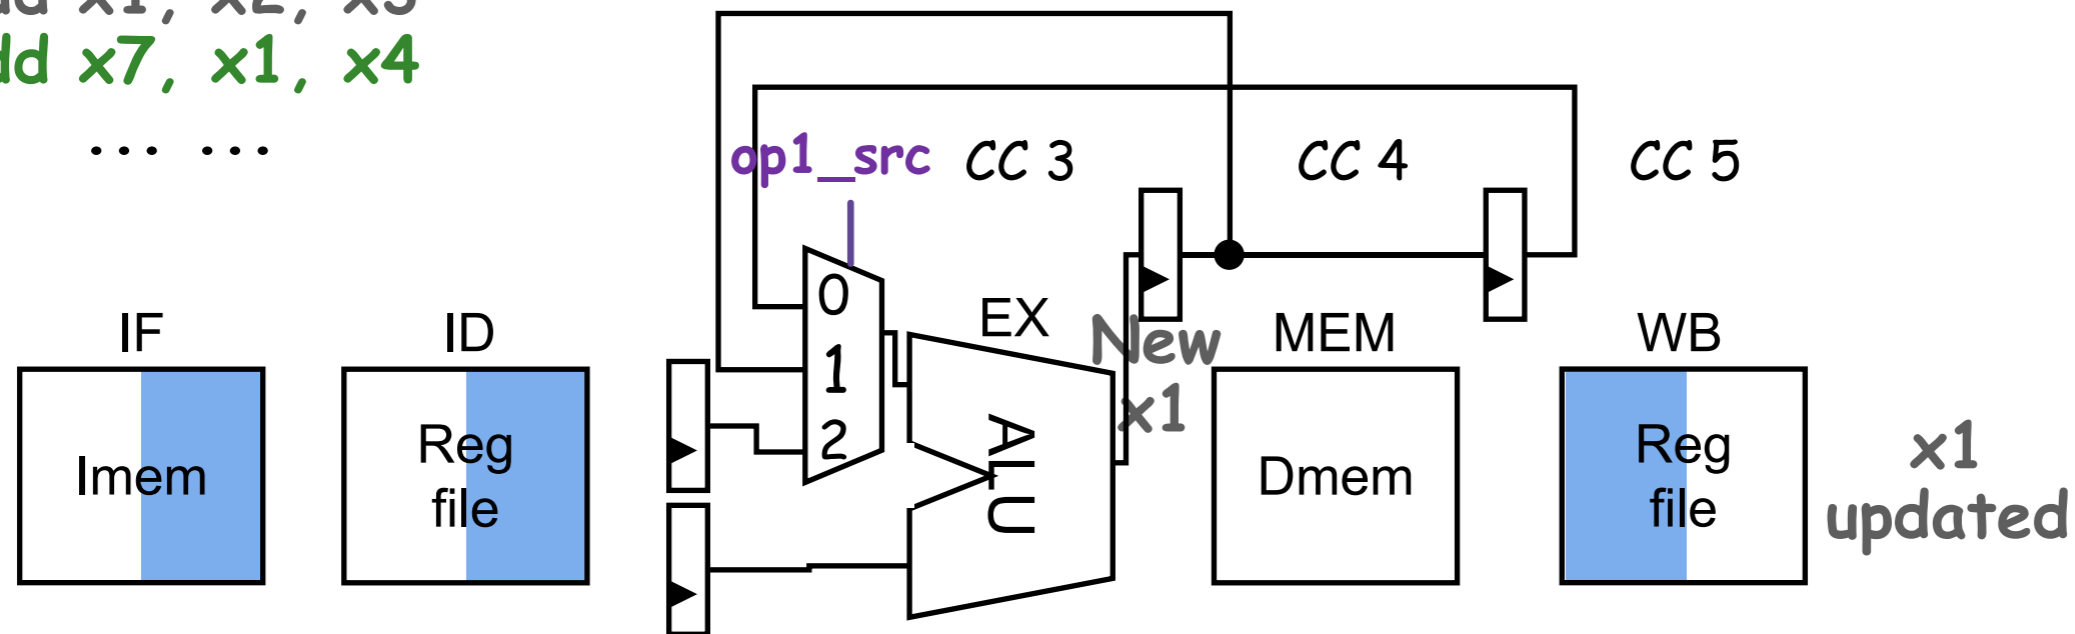 x1, x2, x3
x7, x1, x4
... ...
op1_src
CC 3
CC 4
CC 5
0
1
2
IF
ID
EX
MEM
WB
New
x1
Imem
Reg
file
ALU
Dmem
Reg
file
x1
updated